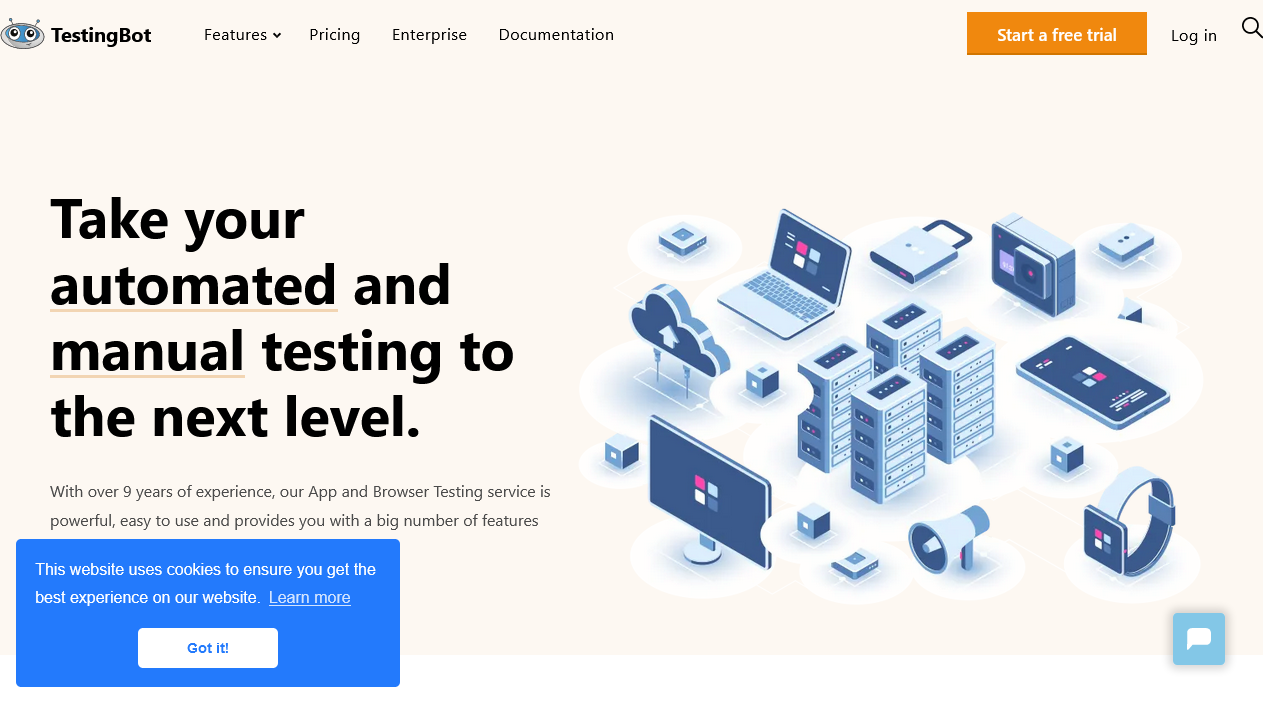 TestingBot
Features
Pricing
Enterprise
Documentation
Start a free trial
Log in
Take your
automated and
manual testing to
the next level.
With over 9 years of experience, our App and Browser Testing service is
powerful, easy to use and provides you with a big number of features
This website uses cookies to ensure you get the
best experience on our website. Learn more
Got it!